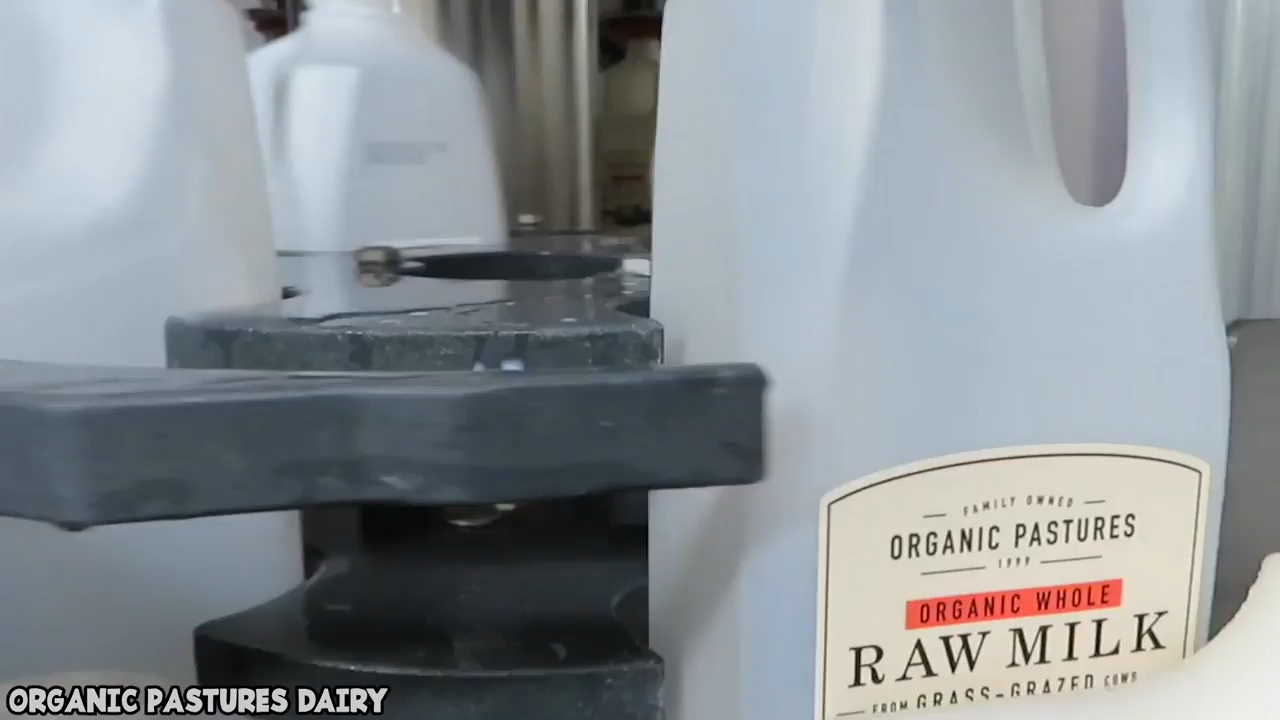 FAMILY OWNED
ORGANIC PASTURES
1999
ORGANIC WHOLE
RAW MILK
FROM GRASS-GRAZED COWS
ORGANIC PASTURES DAIRY